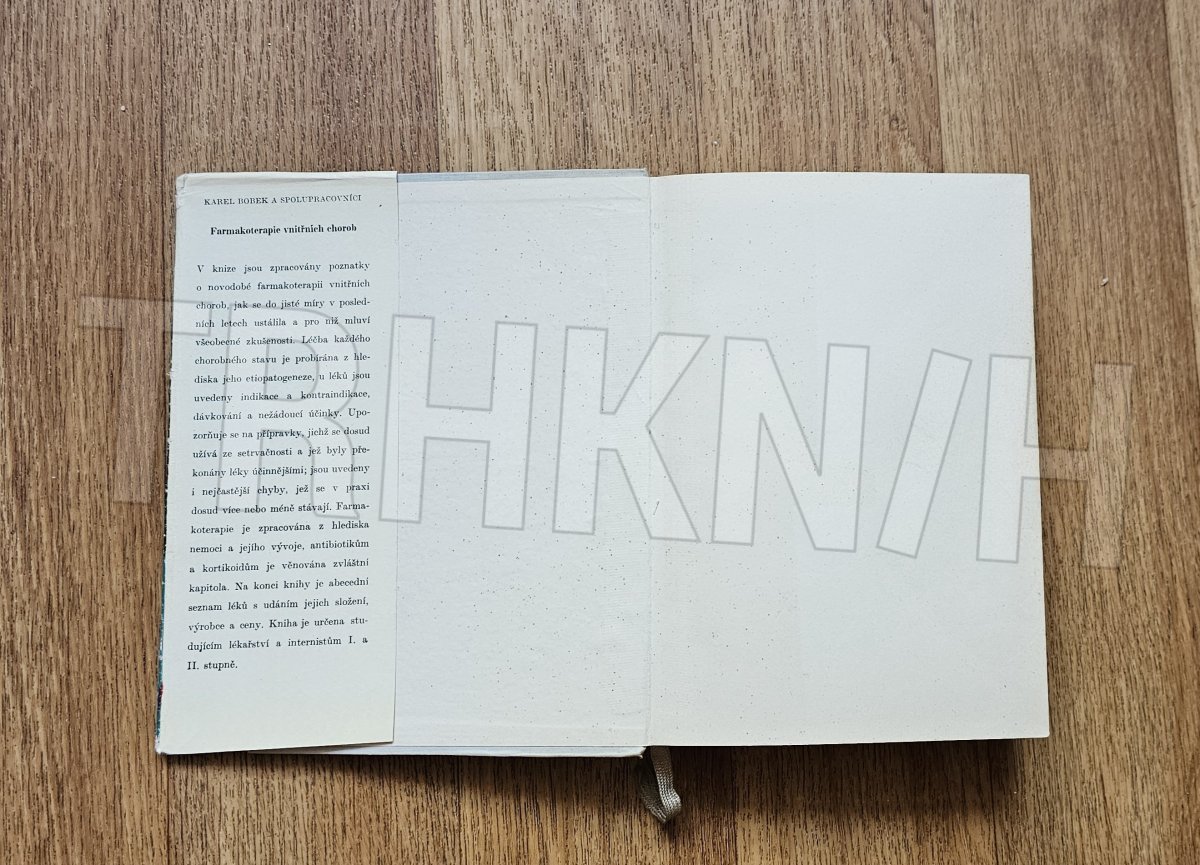 KAREL BOBEK A SPOLUPRACOVNÍCI
Farmakoterapie vnitřních chorob
V knize jsou zpracovány poznatky
o novodobé farmakoterapii vnitřních
chorob, jak se do jisté míry v posled-
ních letech ustálila a pro niž mluví
všeobecné zkušenosti. Léčba každého
chorobného stavu je probírána z hle-
diska jeho etiopatogeneze, u léků jsou
uvedeny indikace a kontraindikace,
dávkování a nežádoucí účinky. Upo-
zorňuje se na přípravky, jichž se dosud
užívá ze setrvačnosti a jež byly pře-
konány léky účinnějšími; jsou uvedeny
i nejčastější chyby, jež se v praxi
dosud více nebo méně stávají. Farma-
koterapie je zpracována z hlediska
nemoci a jejího vývoje, antibiotikům
a kortikoidům je věnována zvláštní
kapitola. Na konci knihy je abecední
seznam léků s udáním jejich složení,
výrobce a ceny. Kniha je určena stu-
dujícím lékařství a internistům I. a
II. stupně.
TRHKN/H